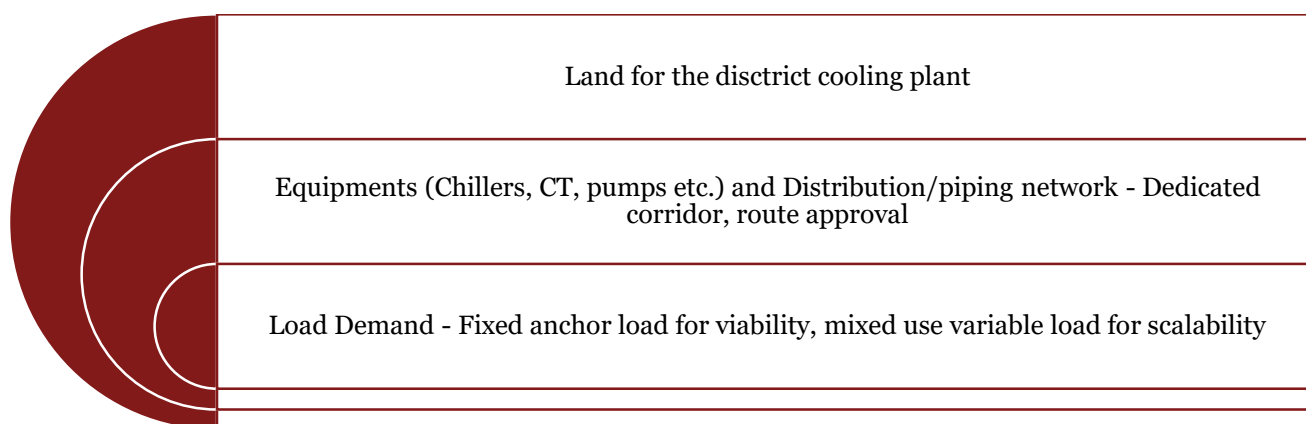 Land for the disctrict cooling plant
Equipments (Chillers, CT, pumps etc.) and Distribution/piping network - Dedicated
corridor, route approval
Load Demand - Fixed anchor load for viability, mixed use variable load for scalability